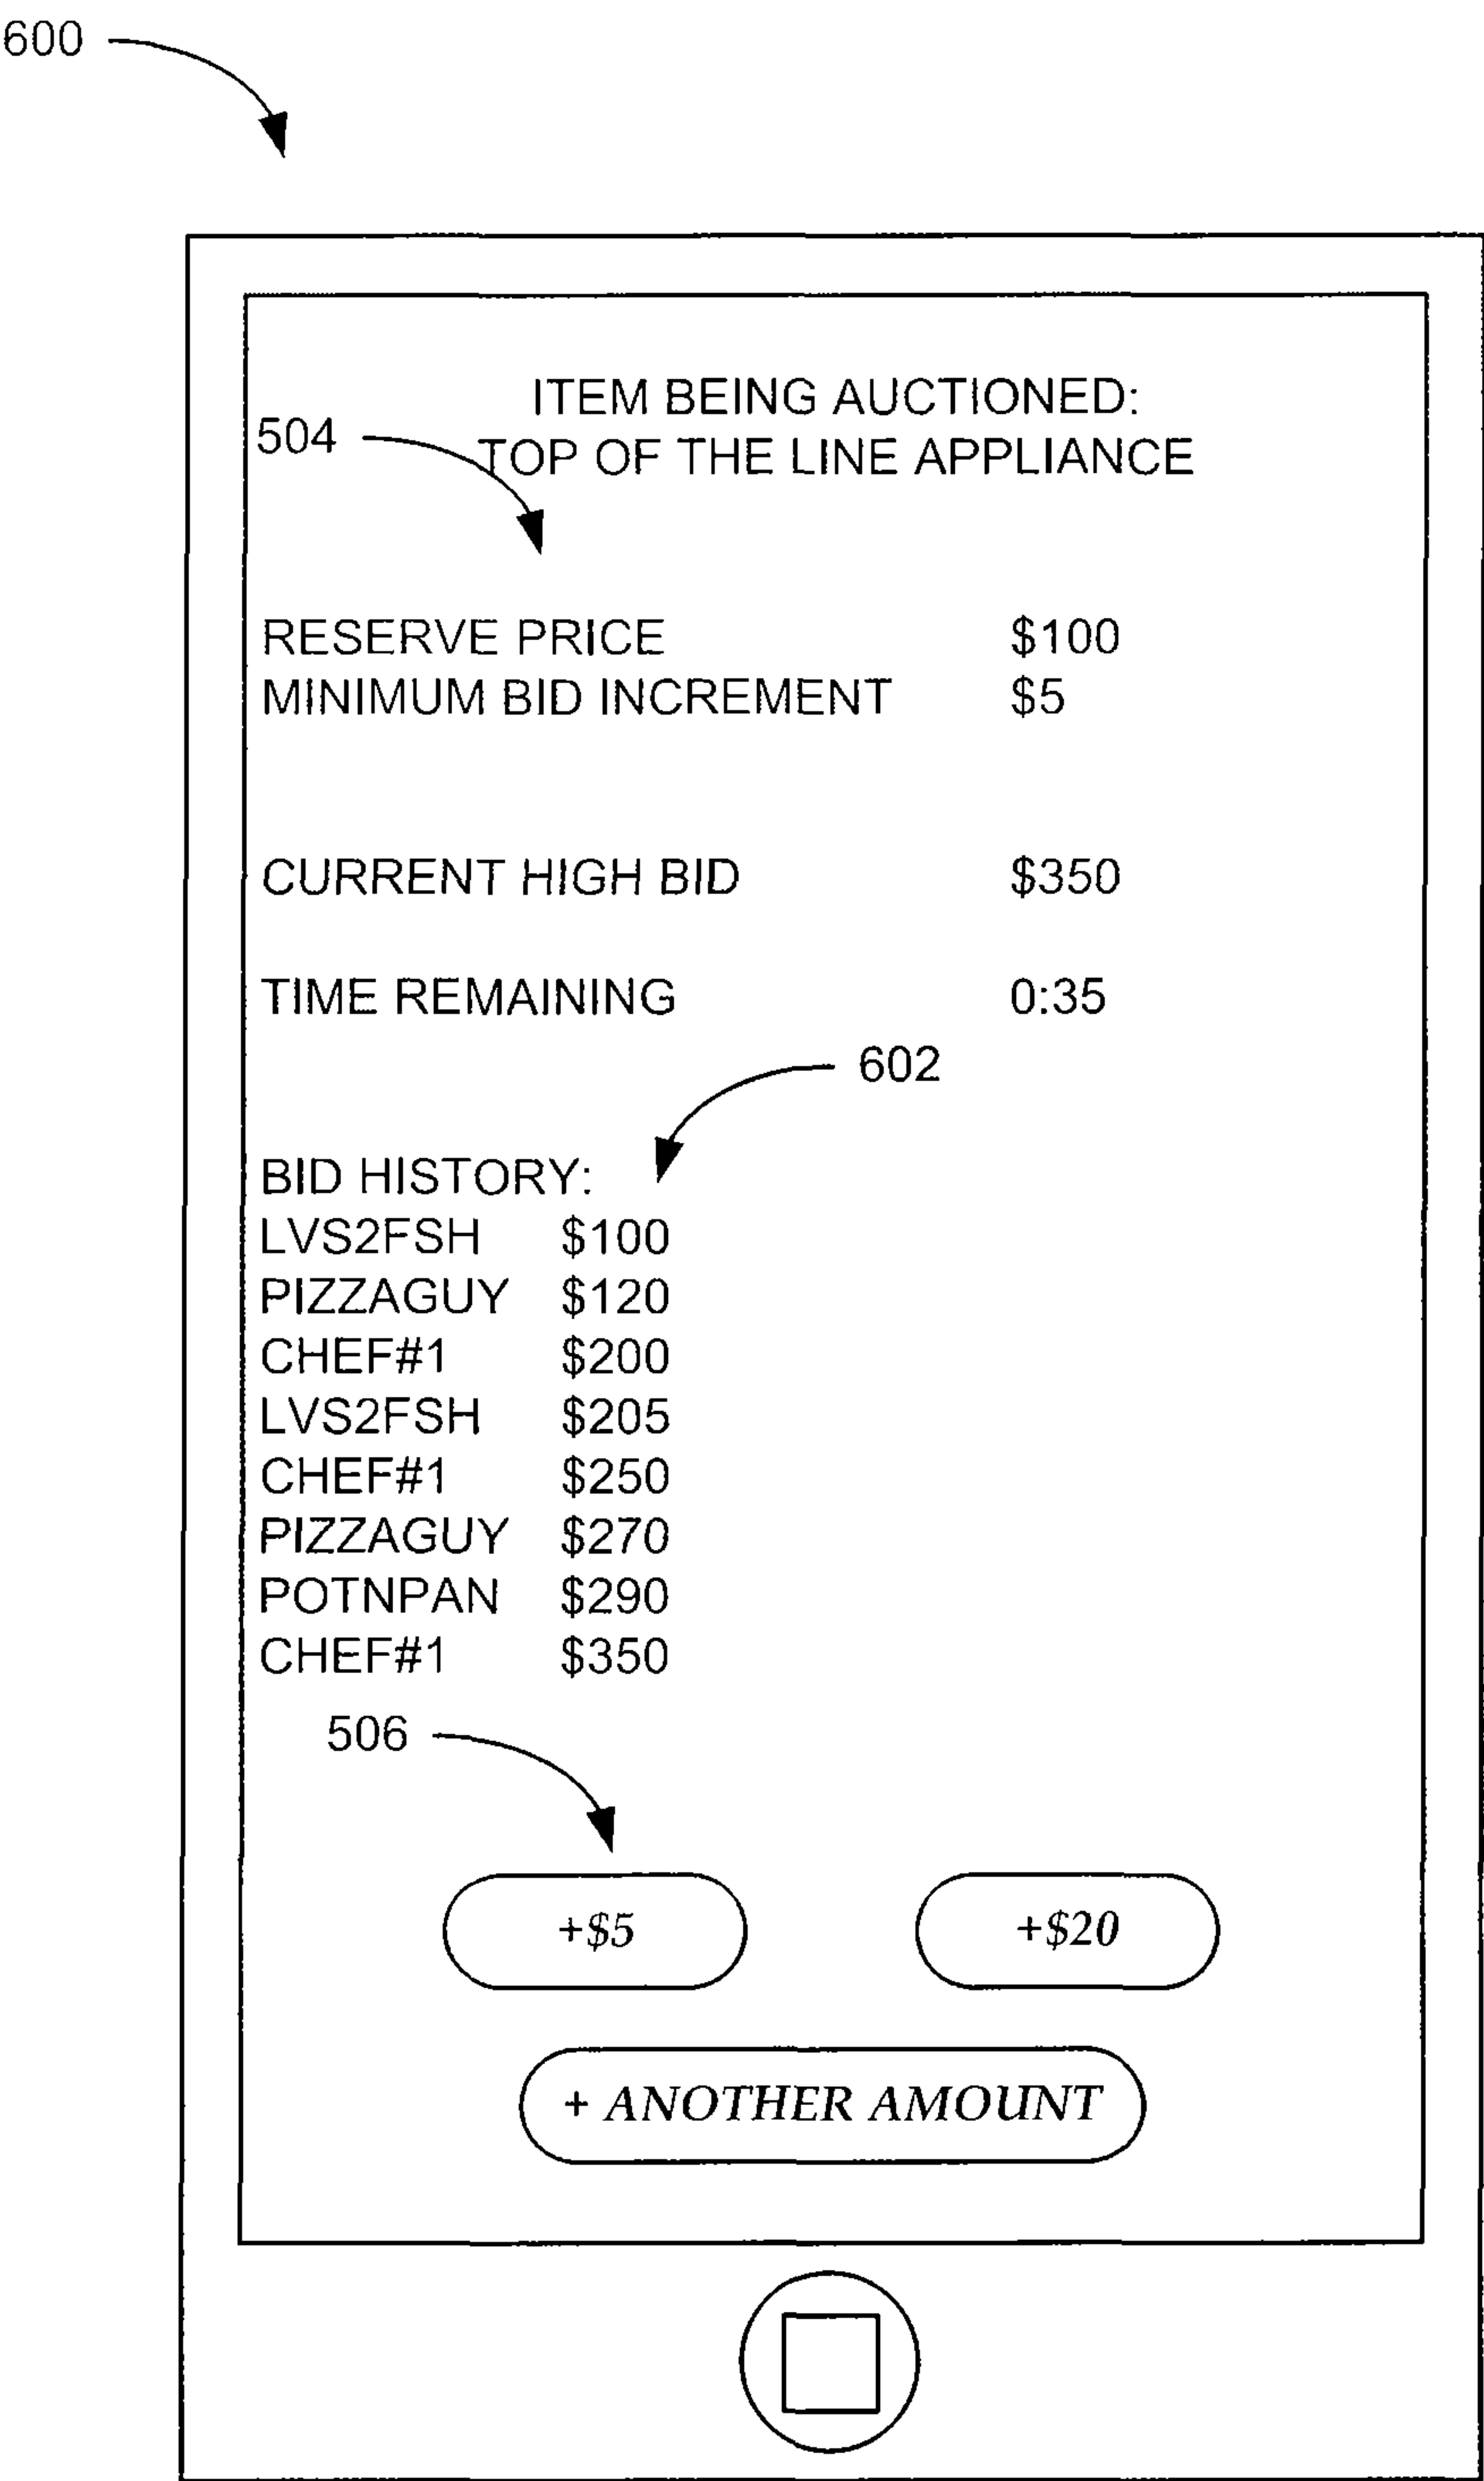 600
ITEM BEING AUCTIONED:
504
TOP OF THE LINE APPLIANCE
RESERVE PRICE $100
MINIMUM BID INCREMENT $5
CURRENT HIGH BID $350
TIME REMAINING 0:35
602
BID HISTORY:
LVS2FSH $100
PIZZAGUY $120
CHEF#1 $200
LVS2FSH $205
CHEF#1 $250
PIZZAGUY $270
POTNPAN $290
CHEF#1 $350
506
+$5 +$20
+ ANOTHER AMOUNT